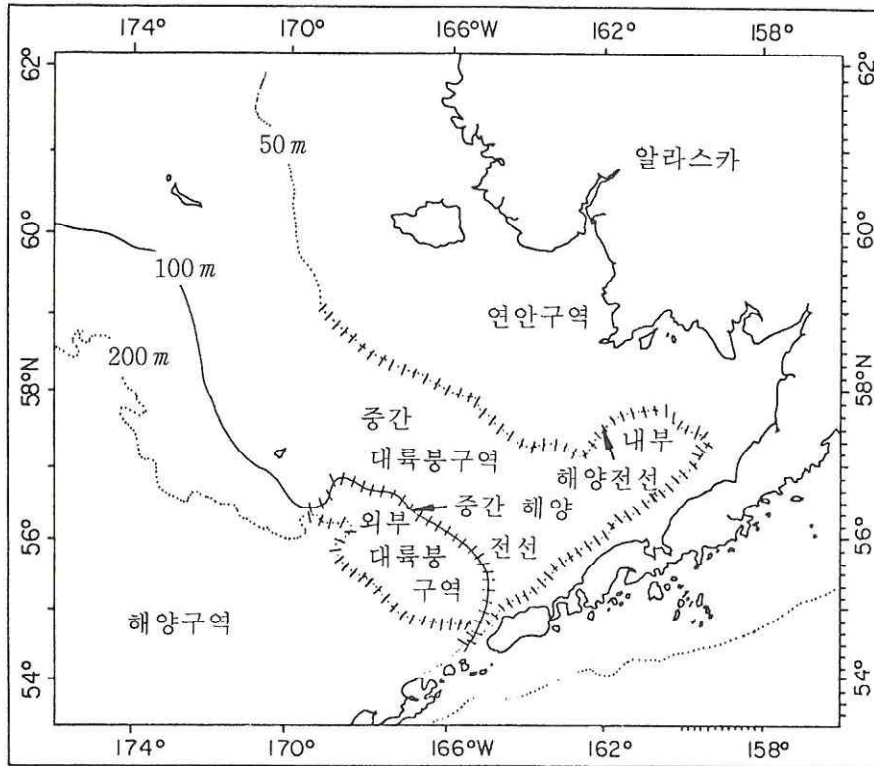 174° 170° 166°W 162° 158°
62° 62°
50 m
알라스카
60° 60°
100 m
연안구역
200 m
58°N 58°N
중간
내부
대륙붕구역
해양전선
중간 해양
외부
전선
56° 56°
대륙붕
구역
해양구역
54° 54°
174° 170° 166°W 162° 158°